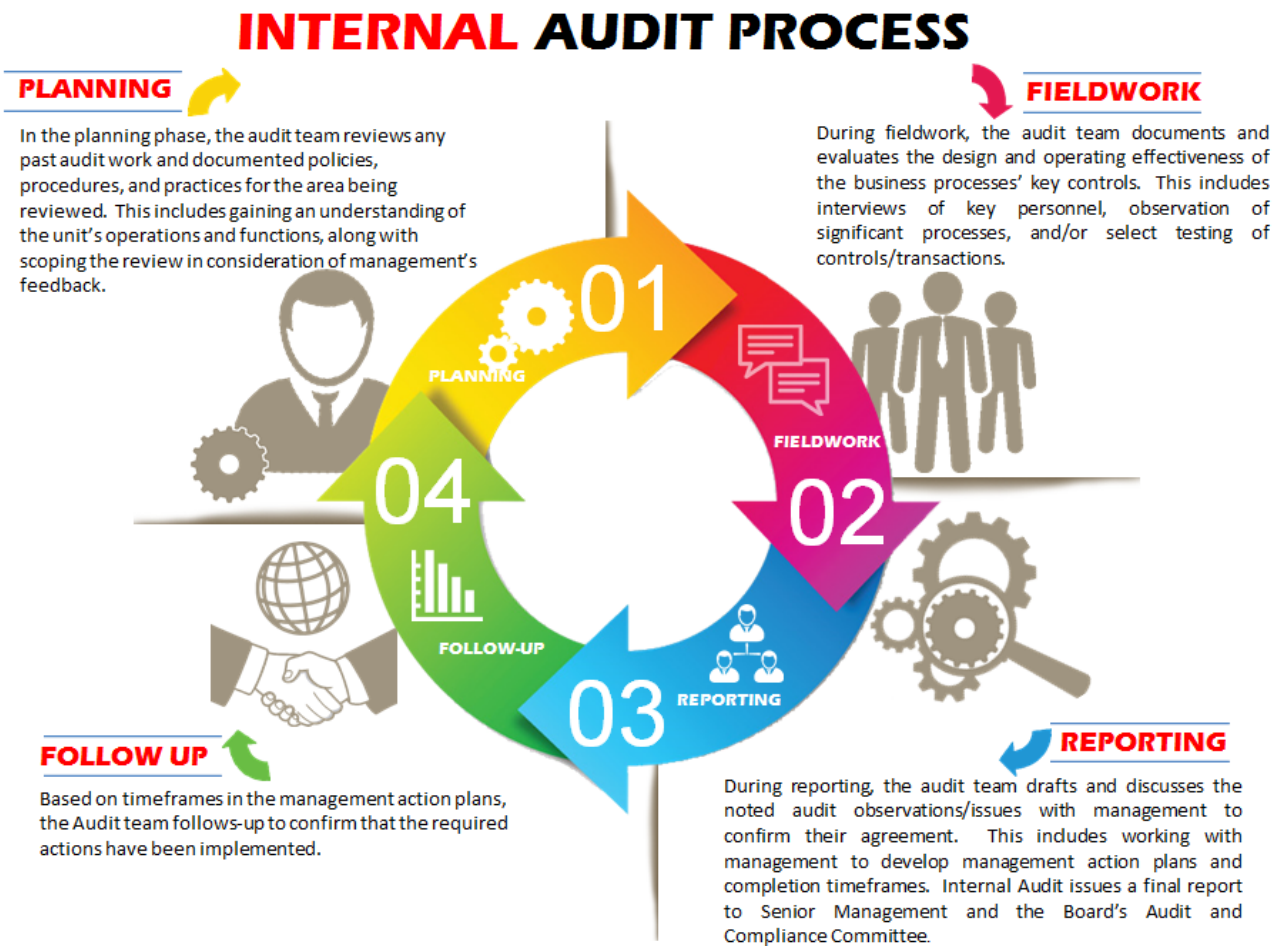 INTERNAL AUDIT PROCESS
PLANNING
In the planning phase, the audit team reviews any
past audit work and documented policies,
procedures, and practices for the area being
reviewed. This includes gaining an understanding of
the unit's operations and functions, along with
scoping the review in consideration of management's
feedback.
FIELDWORK
During fieldwork, the audit team documents and
evaluates the design and operating effectiveness of
the business processes' key controls. This includes
interviews of key personnel, observation of
significant processes, and/or select testing of
controls/transactions.
01
PLANNING
FIELDWORK
02
04
FOLLOW-UP
03
REPORTING
FOLLOW UP
Based on timeframes in the management action plans,
the Audit team follows-up to confirm that the required
actions have been implemented.
REPORTING
During reporting, the audit team drafts and discusses the
noted audit observations/issues with management to
confirm their agreement. This includes working with
management to develop management action plans and
completion timeframes. Internal Audit issues a final report
to Senior Management and the Board's Audit and
Compliance Committee.